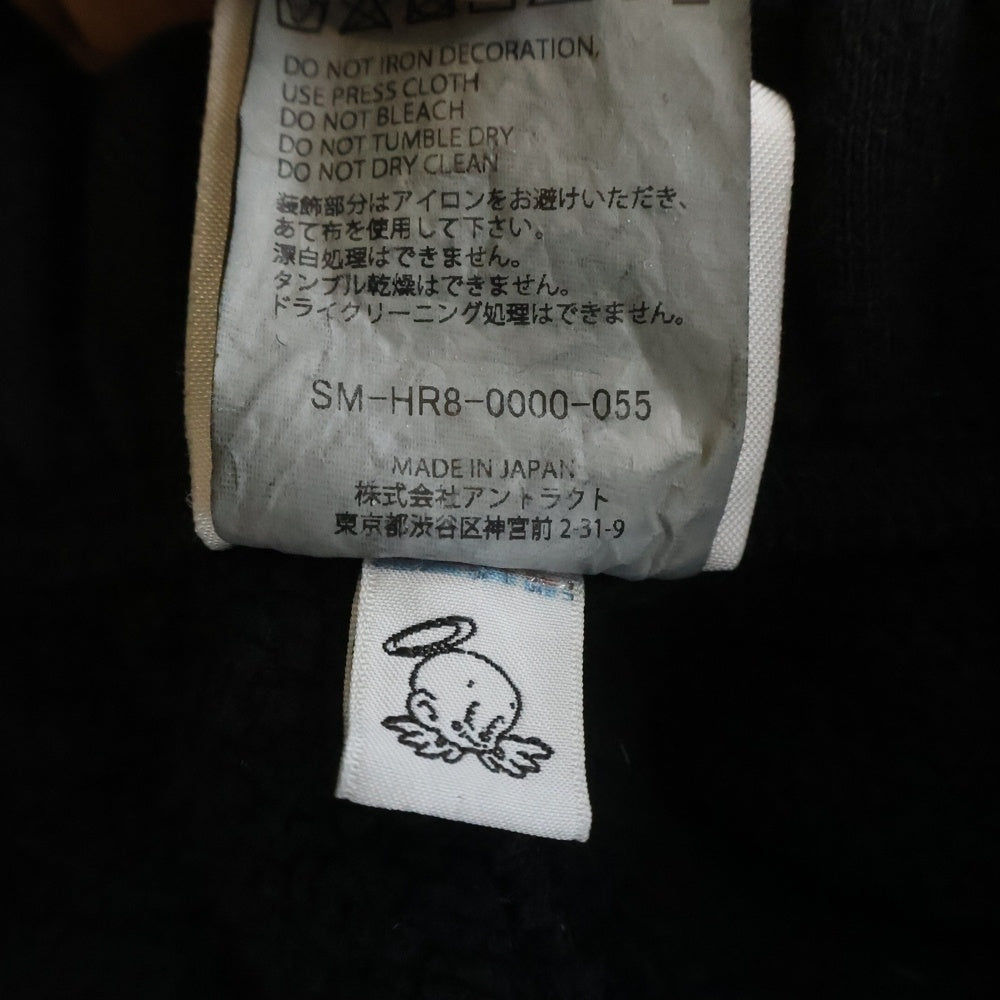 DO NOT IRON DECORATION,
USE PRESS CLOTH
DO NOT BLEACH
DO NOT TUMBLE DRY
DO NOT DRY CLEAN
装飾部分はアイロンをお避けいただき、
あて布を使用して下さい。
漂白処理はできません。
タンブル乾燥はできません。
ドライクリーニング処理はできません。
SM-HR8-0000-055
MADE IN JAPAN
株式会社アントラクト
東京都渋谷区神宮前 2-31-9